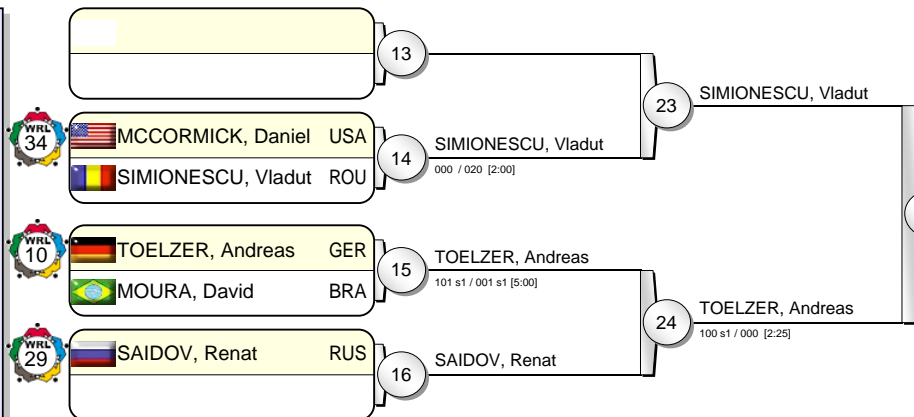 13
23
SIMIONESCU, Vladut
WRL
34
MCCORMICK, Daniel USA
SIMIONESCU, Vladut ROU
14
SIMIONESCU, Vladut
000 / 020 [2:00]
WRL
10
TOELZER, Andreas GER
MOURA, David BRA
15
TOELZER, Andreas
101 s1 / 001 s1 [5:00]
24
TOELZER, Andreas
100 s1 / 000 [2:25]
WRL
29
SAIDOV, Renat RUS
16
SAIDOV, Renat